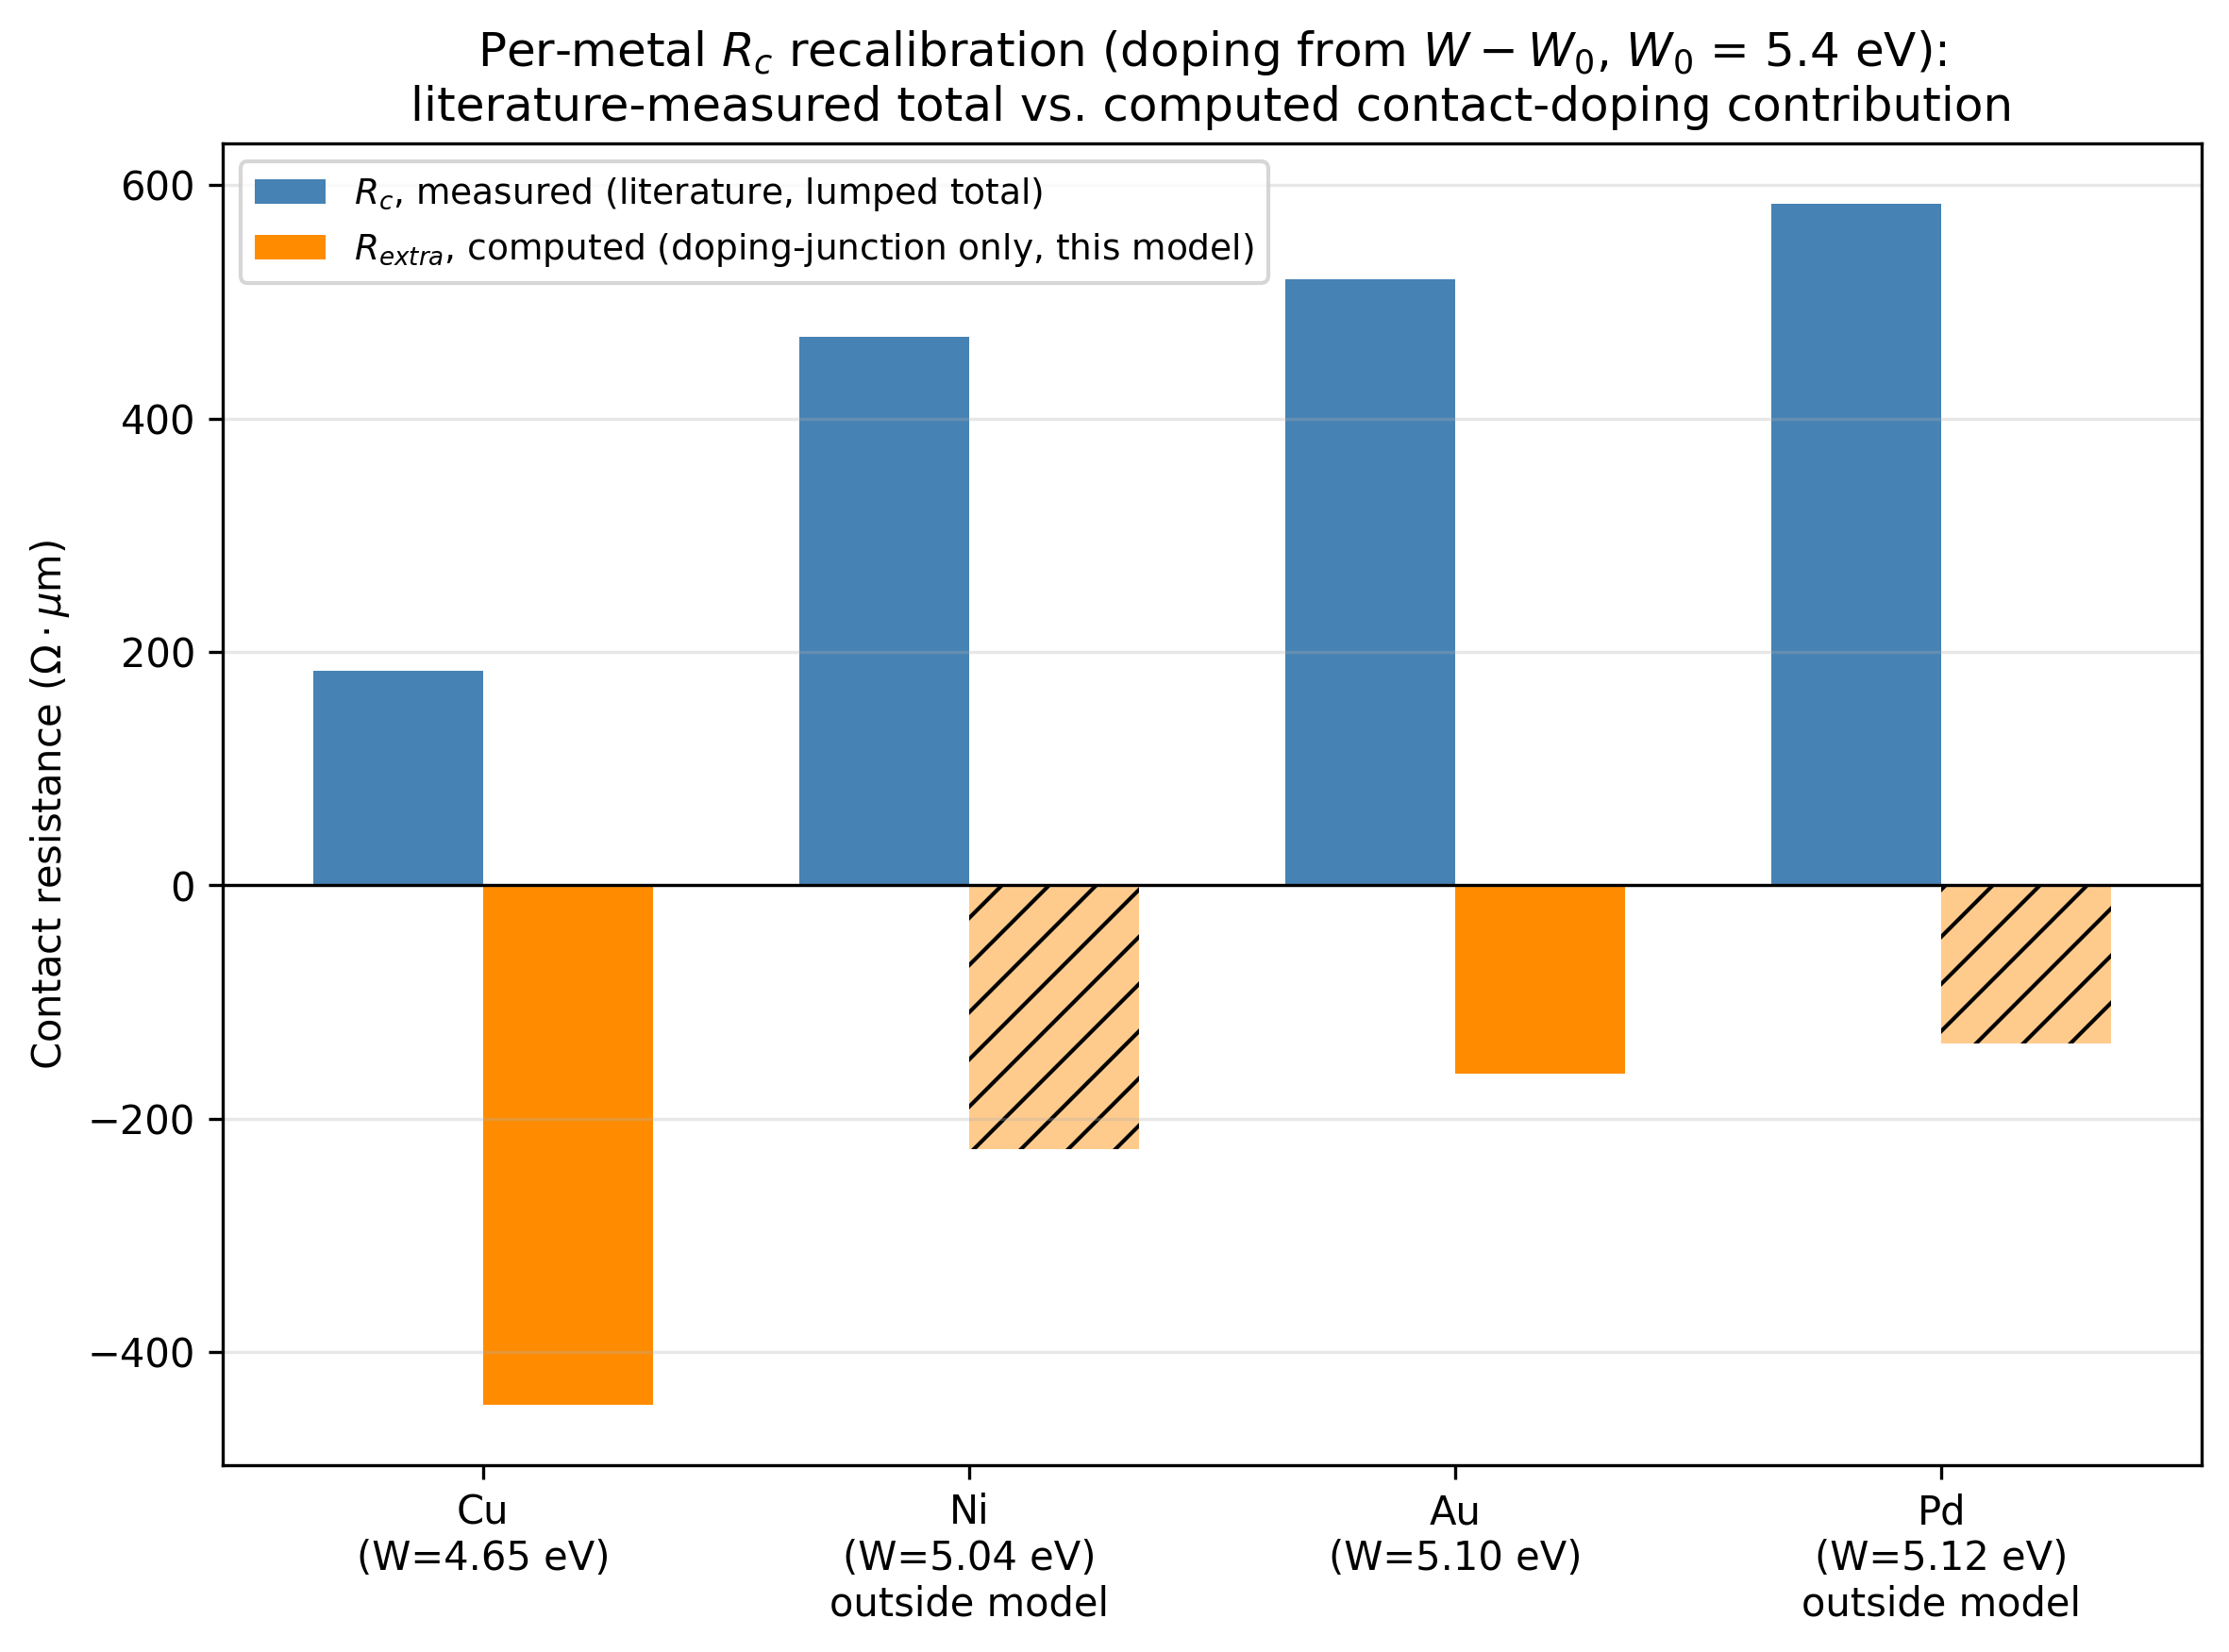 Per-metal R_c recalibration (doping from W − W_0, W_0 = 5.4 eV):
literature-measured total vs. computed contact-doping contribution
R_c, measured (literature, lumped total)
R_extra, computed (doping-junction only, this model)
Contact resistance (Ω · μm)
600
400
200
0
−200
−400
Cu
(W=4.65 eV)
Ni
(W=5.04 eV)
outside model
Au
(W=5.10 eV)
Pd
(W=5.12 eV)
outside model